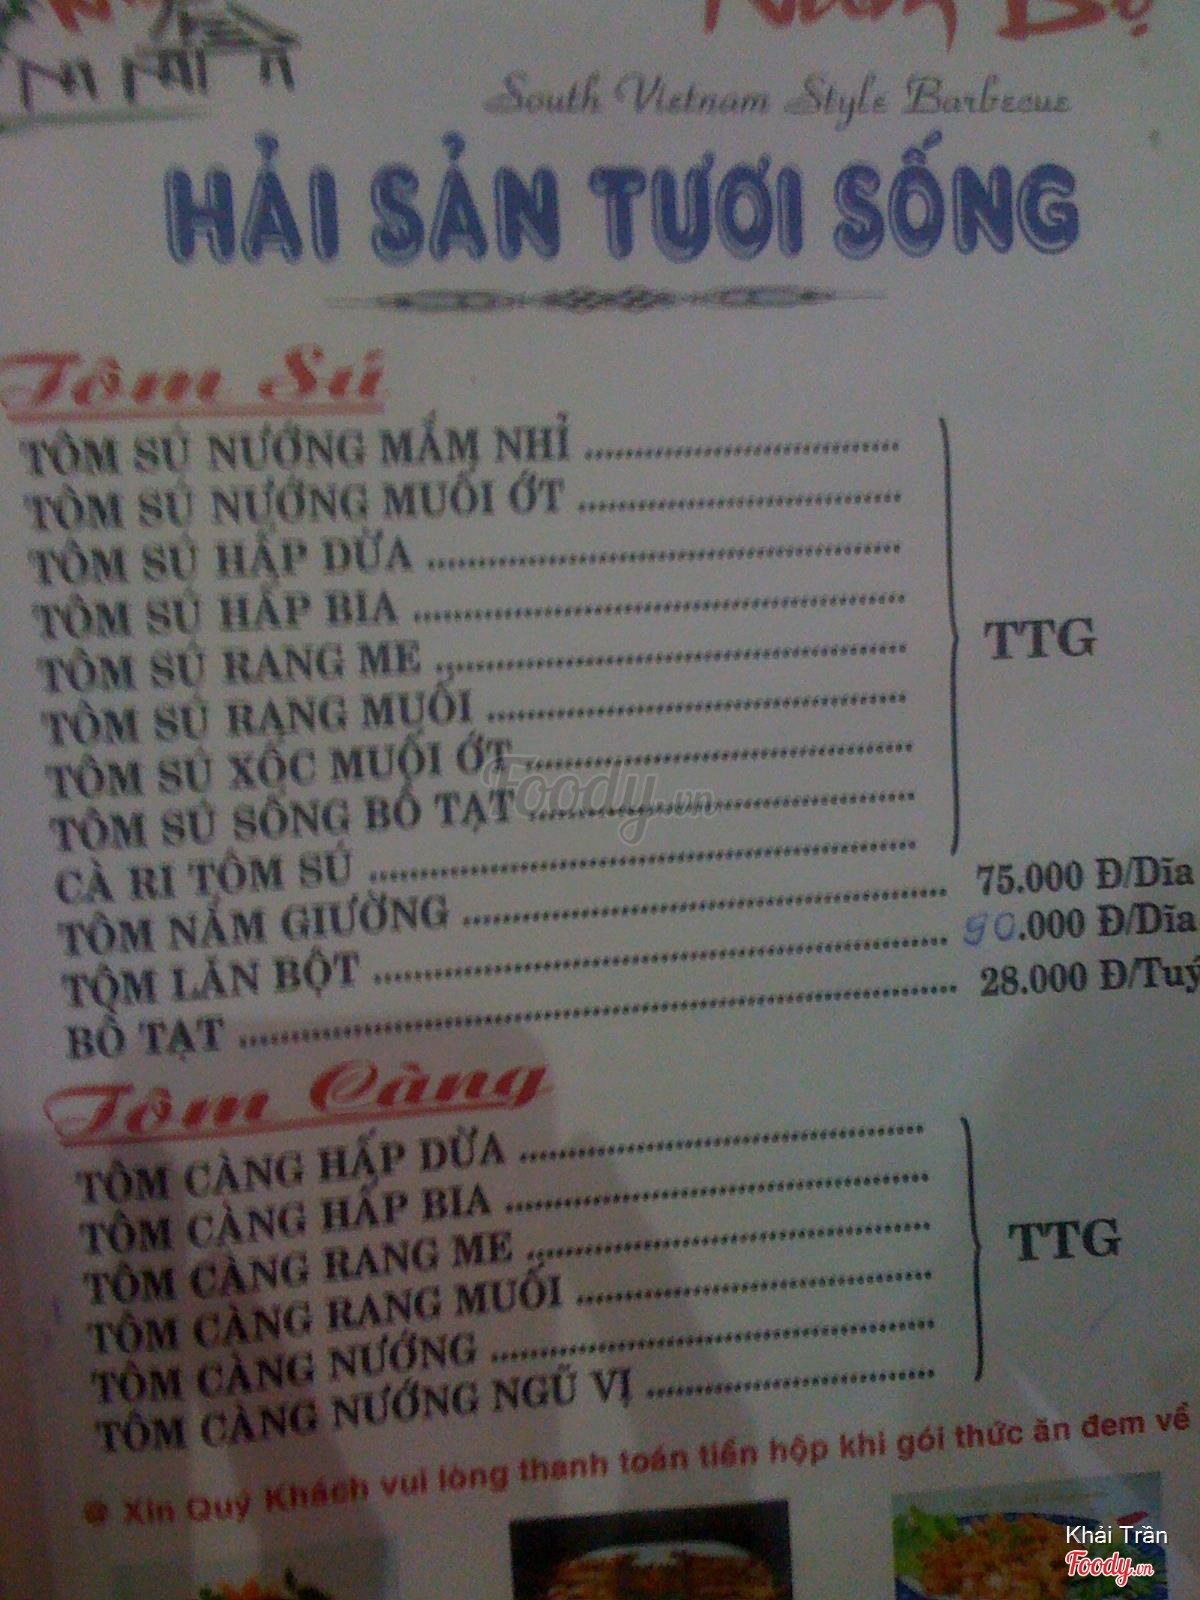 Nam Bộ
South Vietnam Style Barbecue
HẢI SẢN TƯƠI SỐNG
Tôm Sú
TÔM SÚ NƯỚNG MẮM NHỈ
TÔM SÚ NƯỚNG MUỐI ỚT
TÔM SÚ HẤP DỪA
TÔM SÚ HẤP BIA
TÔM SÚ RANG ME
TÔM SÚ RANG MUỐI
TÔM SÚ XỐC MUỐI ỚT
TÔM SÚ SỐNG BỒ TẠT
CÀ RI TÔM SÚ
TTG
TÔM NẰM GIƯỜNG 75.000 Đ/Dĩa
TÔM LĂN BỘT 90.000 Đ/Dĩa
BỒ TẠT 28.000 Đ/Tuý
Tôm Càng
TÔM CÀNG HẤP DỪA
TÔM CÀNG HẤP BIA
TÔM CÀNG RANG ME
TÔM CÀNG RANG MUỐI
TÔM CÀNG NƯỚNG
TÔM CÀNG NƯỚNG NGŨ VỊ
TTG
Xin Quý Khách vui lòng thanh toán tiền hộp khi gói thức ăn đem về
Foody.vn
Khải Trần
Foody.vn